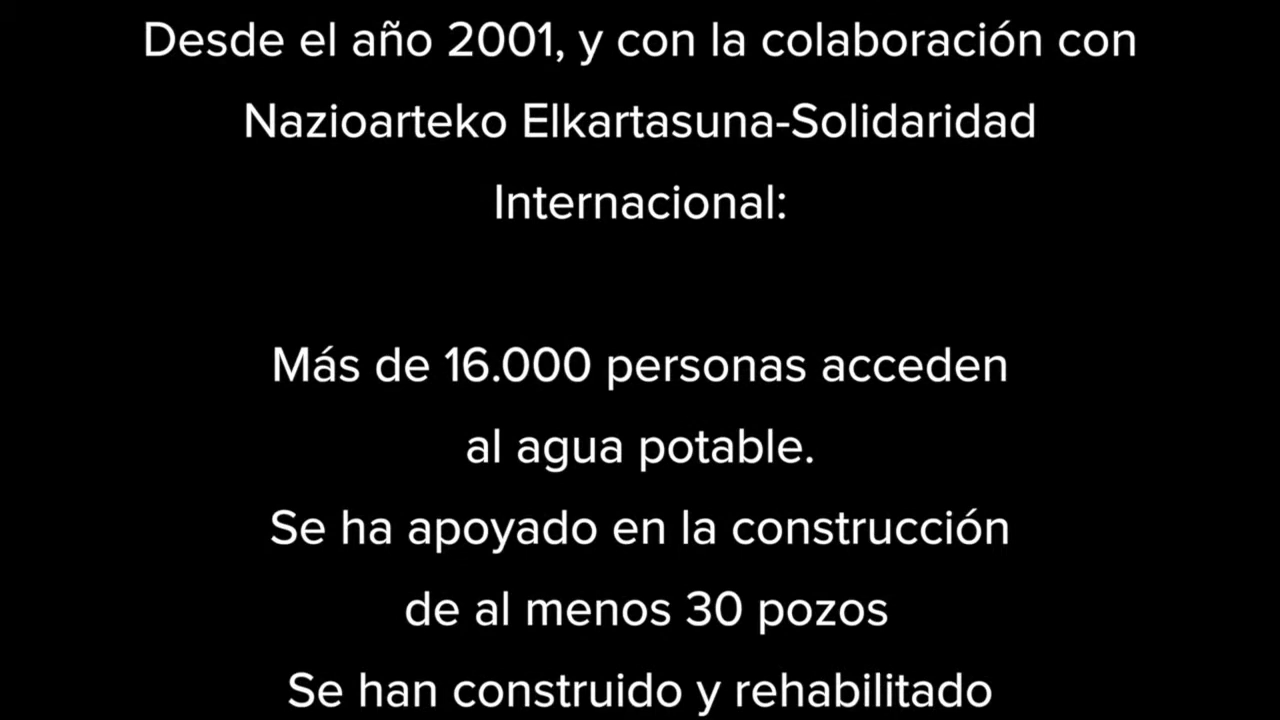 Desde el año 2001, y con la colaboración con
Nazioarteko Elkartasuna-Solidaridad
Internacional:
Más de 16.000 personas acceden
al agua potable.
Se ha apoyado en la construcción
de al menos 30 pozos
Se han construido y rehabilitado